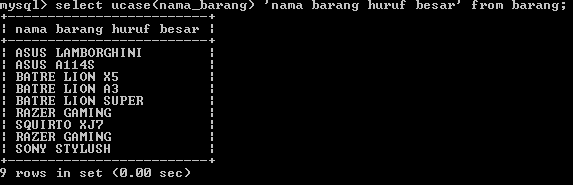 mysql> select ucase(nama_barang) 'nama barang huruf besar' from barang;
+-------------------------+
| nama barang huruf besar |
+-------------------------+
| ASUS LAMBORGHINI        |
| ASUS A114S              |
| BATRE LION X5           |
| BATRE LION A3           |
| BATRE LION SUPER        |
| RAZER GAMING            |
| SQUIRTO XJ7             |
| RAZER GAMING            |
| SONY STYLUSH            |
+-------------------------+
9 rows in set (0.00 sec)